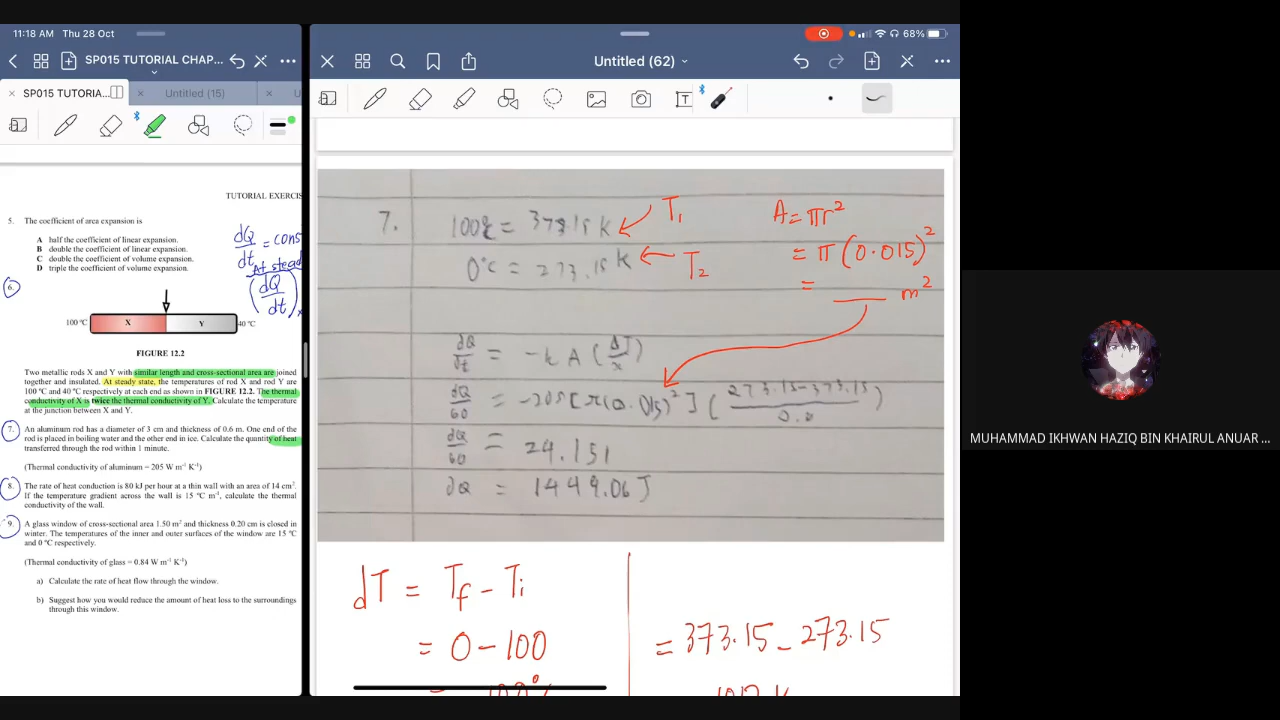 11:18 AM Thu 28 Oct
68%
SP015 TUTORIAL CHAP...
Untitled (62)
SP015 TUTORIA...
Untitled (15)
U
TUTORIAL EXERCIS
5. The coefficient of area expansion is
A half the coefficient of linear expansion.
B double the coefficient of linear expansion.
C double the coefficient of volume expansion.
D triple the coefficient of volume expansion.
dQ/dt = cons
At steady
(dQ/dt)
6.
100 ºC X Y 40 ºC
FIGURE 12.2
Two metallic rods X and Y with similar length and cross-sectional area are joined
together and insulated. At steady state, the temperatures of rod X and rod Y are
100 ºC and 40 ºC respectively at each end as shown in FIGURE 12.2. The thermal
conductivity of X is twice the thermal conductivity of Y. Calculate the temperature
at the junction between X and Y.
7. An aluminum rod has a diameter of 3 cm and thickness of 0.6 m. One end of the
rod is placed in boiling water and the other end in ice. Calculate the quantity of heat
transferred through the rod within 1 minute.
(Thermal conductivity of aluminum = 205 W m⁻¹ K⁻¹)
8. The rate of heat conduction is 80 kJ per hour at a thin wall with an area of 14 cm².
If the temperature gradient across the wall is 15 ºC m⁻¹, calculate the thermal
conductivity of the wall.
9. A glass window of cross-sectional area 1.50 m² and thickness 0.20 cm is closed in
winter. The temperatures of the inner and outer surfaces of the window are 15 ºC
and 0 ºC respectively.
(Thermal conductivity of glass = 0.84 W m⁻¹ K⁻¹)
a) Calculate the rate of heat flow through the window.
b) Suggest how you would reduce the amount of heat loss to the surroundings
through this window.
7. 100℃ = 373.15 K T₁
0°C = 273.15 K T₂
A = πr²
= π(0.015)²
= ___ m²
dQ/dt = -kA(ΔT/x)
dQ/60 = -205[π(0.015)²](273.15-373.15/0.6)
dQ/60 = 24.151
dQ = 1449.06J
dT = Tf - Ti
= 0 - 100
= 373.15 - 273.15
MUHAMMAD IKHWAN HAZIQ BIN KHAIRUL ANUAR ...